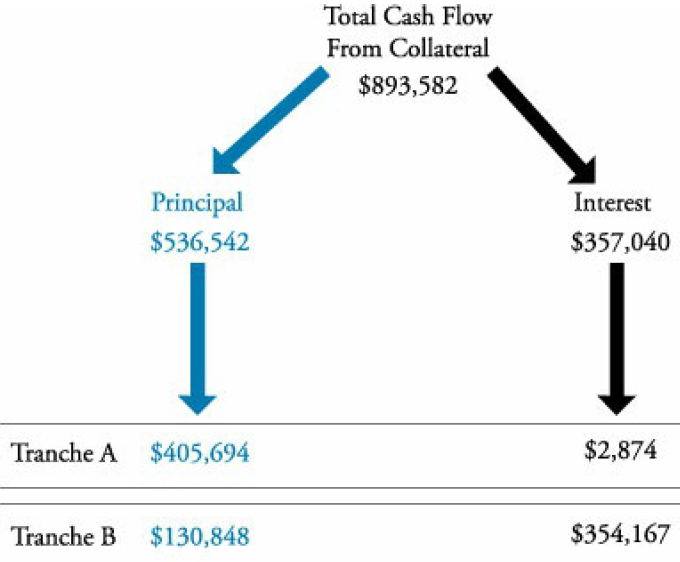 Total Cash Flow
From Collateral
$893,582
Principal
$536,542
Interest
$357,040
Tranche A $405,694 $2,874
Tranche B $130,848 $354,167